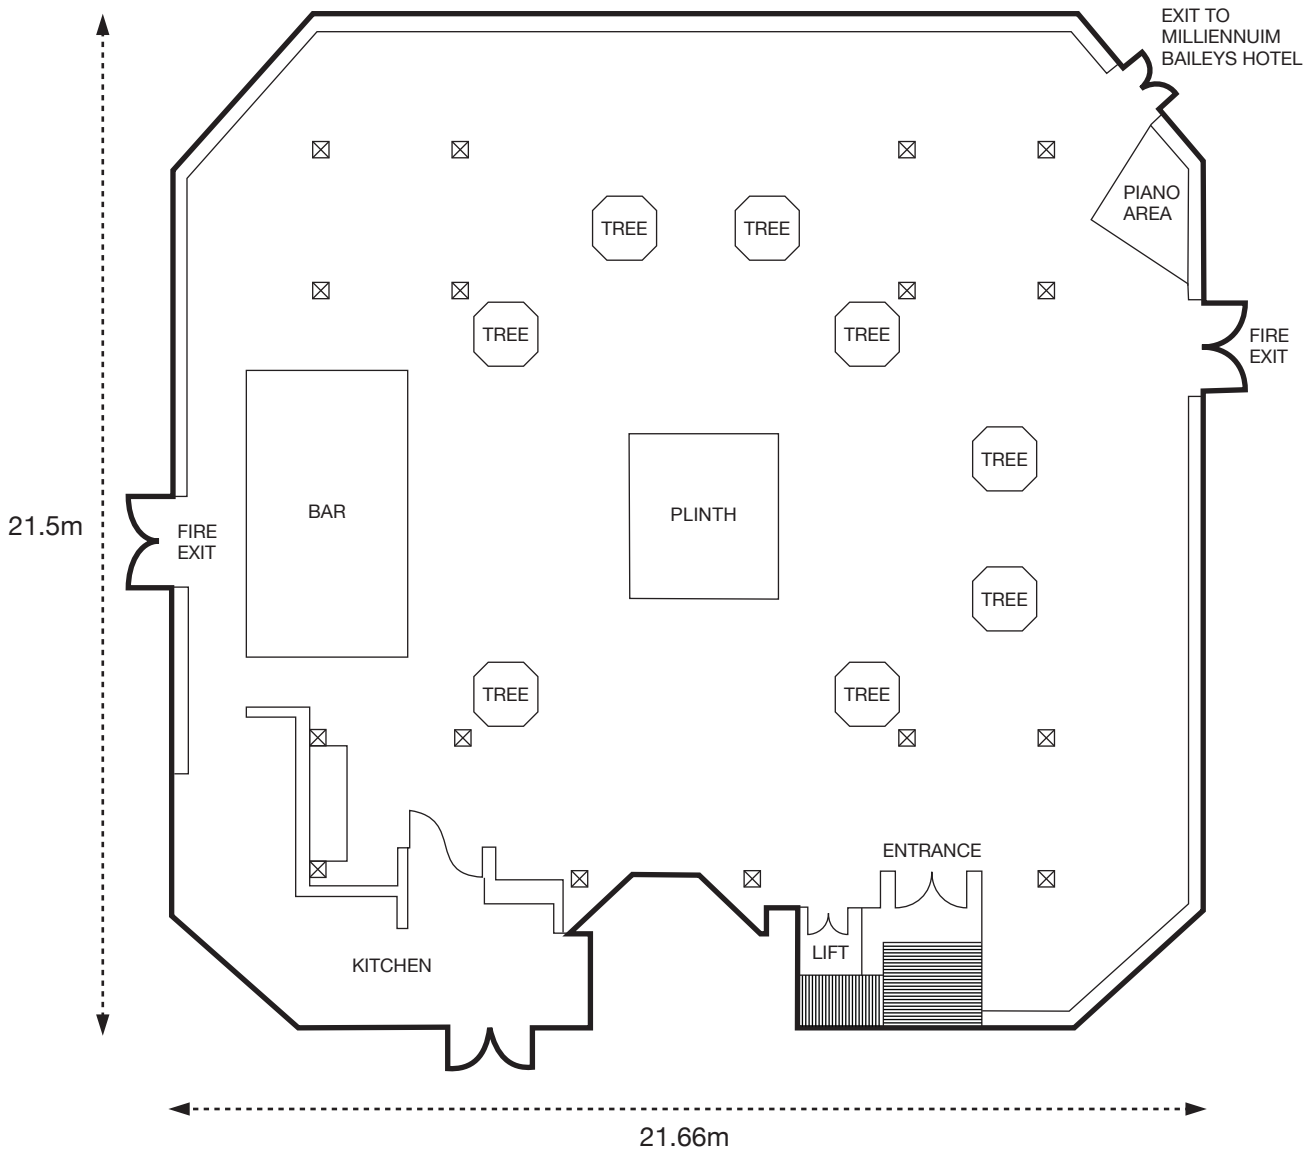 EXIT TO
MILLIENNUIM
BAILEYS HOTEL
PIANO
AREA
TREE
TREE
TREE
TREE
FIRE
EXIT
TREE
BAR
PLINTH
21.5m
FIRE
EXIT
TREE
TREE
TREE
ENTRANCE
LIFT
KITCHEN
21.66m